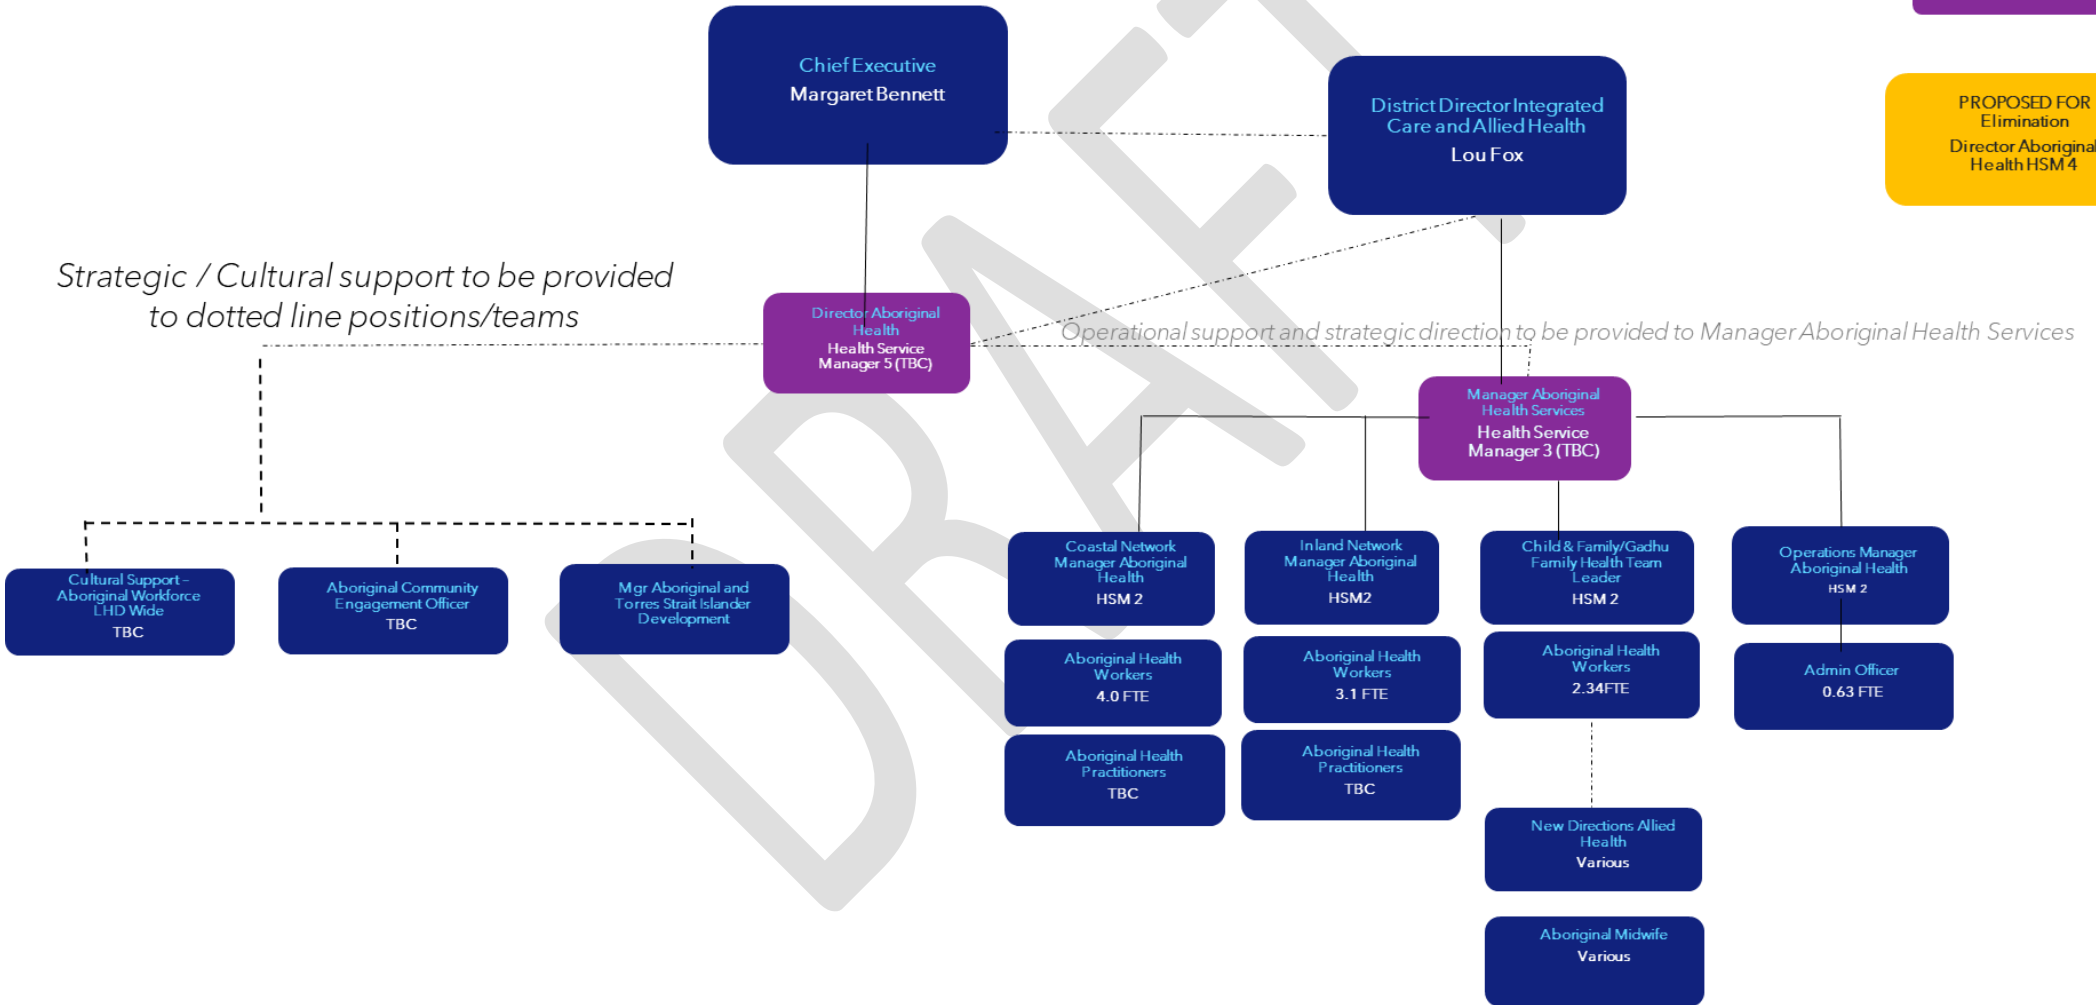 Chief Executive
Margaret Bennett
District Director Integrated
Care and Allied Health
Lou Fox
PROPOSED FOR
Elimination
Director Aboriginal
Health HSM 4
Strategic / Cultural support to be provided
to dotted line positions/teams
Director Aboriginal
Health
Health Service
Manager 5 (TBC)
Operational support and strategic direction to be provided to Manager Aboriginal Health Services
Manager Aboriginal
Health Services
Health Service
Manager 3 (TBC)
Cultural Support –
Aboriginal Workforce
LHD Wide
TBC
Aboriginal Community
Engagement Officer
TBC
Mgr Aboriginal and
Torres Strait Islander
Development
Coastal Network
Manager Aboriginal
Health
HSM 2
Inland Network
Manager Aboriginal
Health
HSM2
Child & Family/Gadhu
Family Health Team
Leader
HSM 2
Operations Manager
Aboriginal Health
HSM 2
Aboriginal Health
Workers
4.0 FTE
Aboriginal Health
Workers
3.1 FTE
Aboriginal Health
Workers
2.34FTE
Admin Officer
0.63 FTE
Aboriginal Health
Practitioners
TBC
Aboriginal Health
Practitioners
TBC
New Directions Allied
Health
Various
Aboriginal Midwife
Various
DRAFT